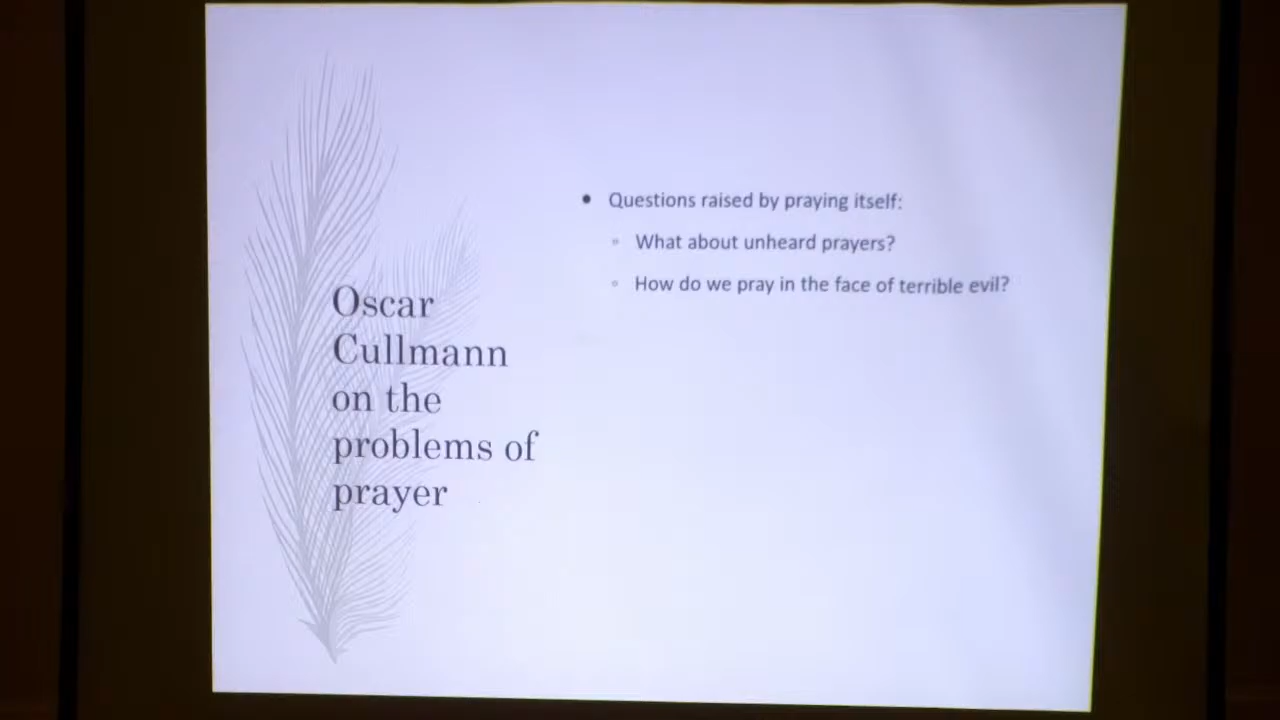 Oscar
Cullmann
on the
problems of
prayer
• Questions raised by praying itself:
◦ What about unheard prayers?
◦ How do we pray in the face of terrible evil?